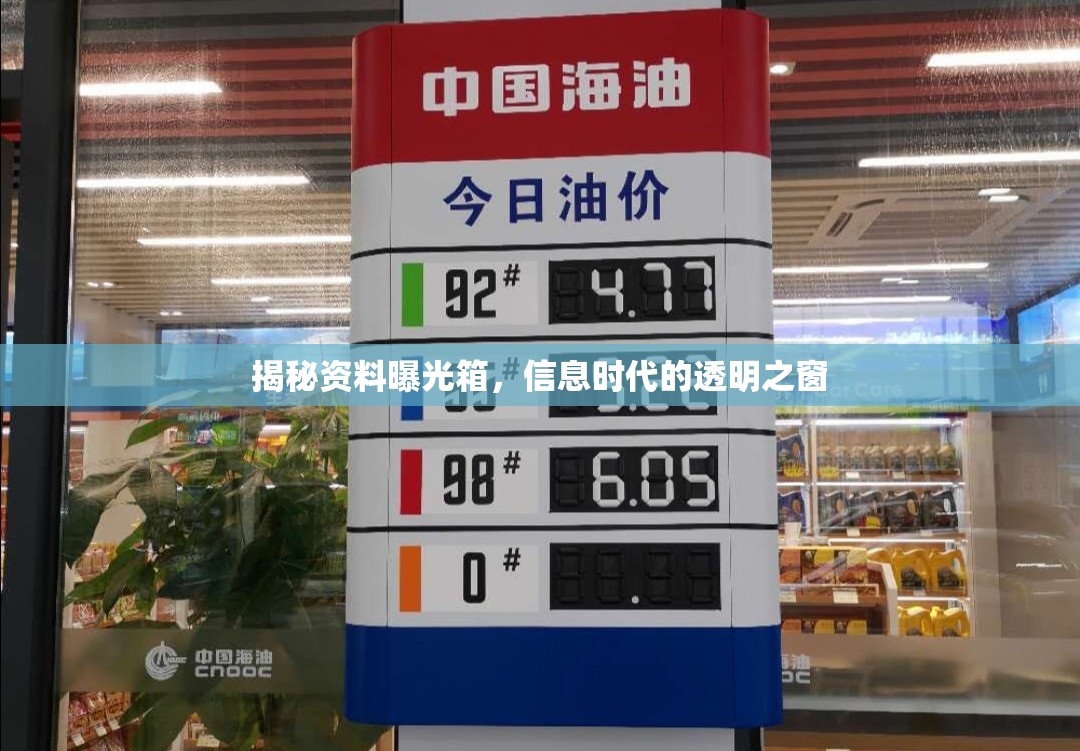 中国海油
今日油价
92# 4.77
揭秘资料曝光箱，信息时代的透明之窗
98# 6.05
0#
中国海油
CNOOC